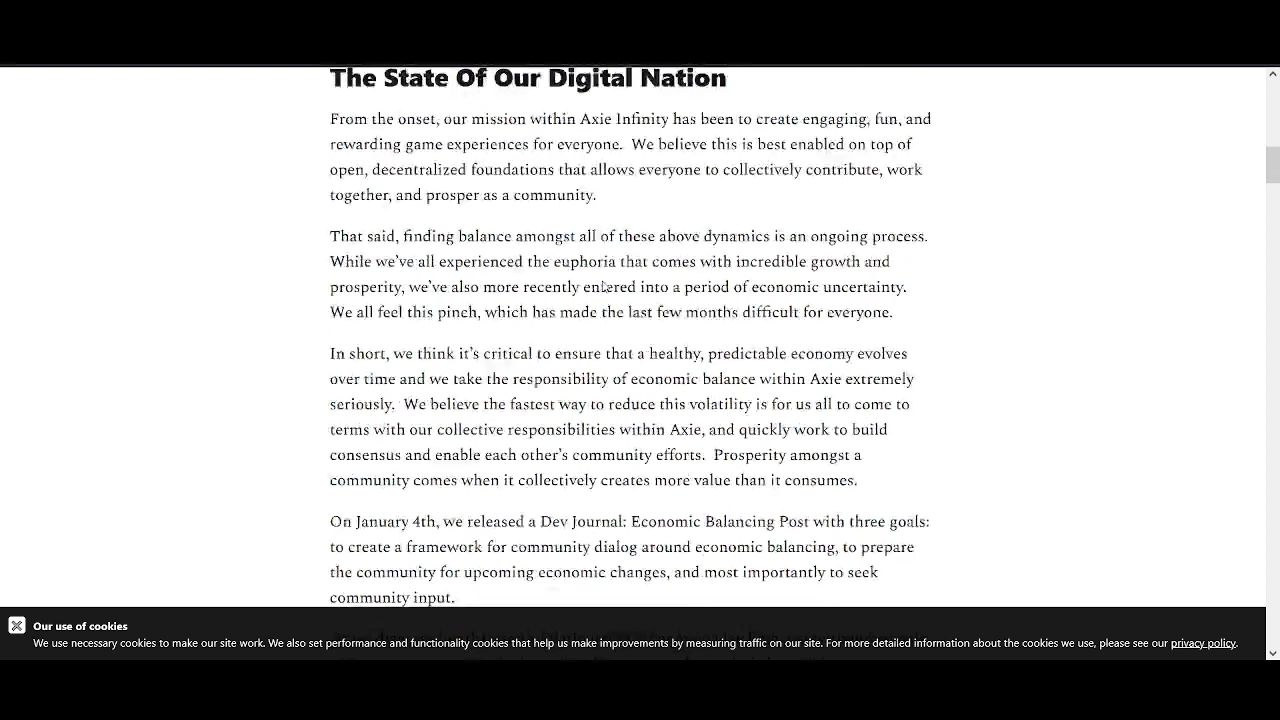 The State Of Our Digital Nation
From the onset, our mission within Axie Infinity has been to create engaging, fun, and
rewarding game experiences for everyone.  We believe this is best enabled on top of
open, decentralized foundations that allows everyone to collectively contribute, work
together, and prosper as a community.
That said, finding balance amongst all of these above dynamics is an ongoing process.
While we've all experienced the euphoria that comes with incredible growth and
prosperity, we've also more recently entered into a period of economic uncertainty.
We all feel this pinch, which has made the last few months difficult for everyone.
In short, we think it's critical to ensure that a healthy, predictable economy evolves
over time and we take the responsibility of economic balance within Axie extremely
seriously.  We believe the fastest way to reduce this volatility is for us all to come to
terms with our collective responsibilities within Axie, and quickly work to build
consensus and enable each other's community efforts.  Prosperity amongst a
community comes when it collectively creates more value than it consumes.
On January 4th, we released a Dev Journal: Economic Balancing Post with three goals:
to create a framework for community dialog around economic balancing, to prepare
the community for upcoming economic changes, and most importantly to seek
community input.
Our use of cookies
We use necessary cookies to make our site work. We also set performance and functionality cookies that help us make improvements by measuring traffic on our site. For more detailed information about the cookies we use, please see our privacy policy.